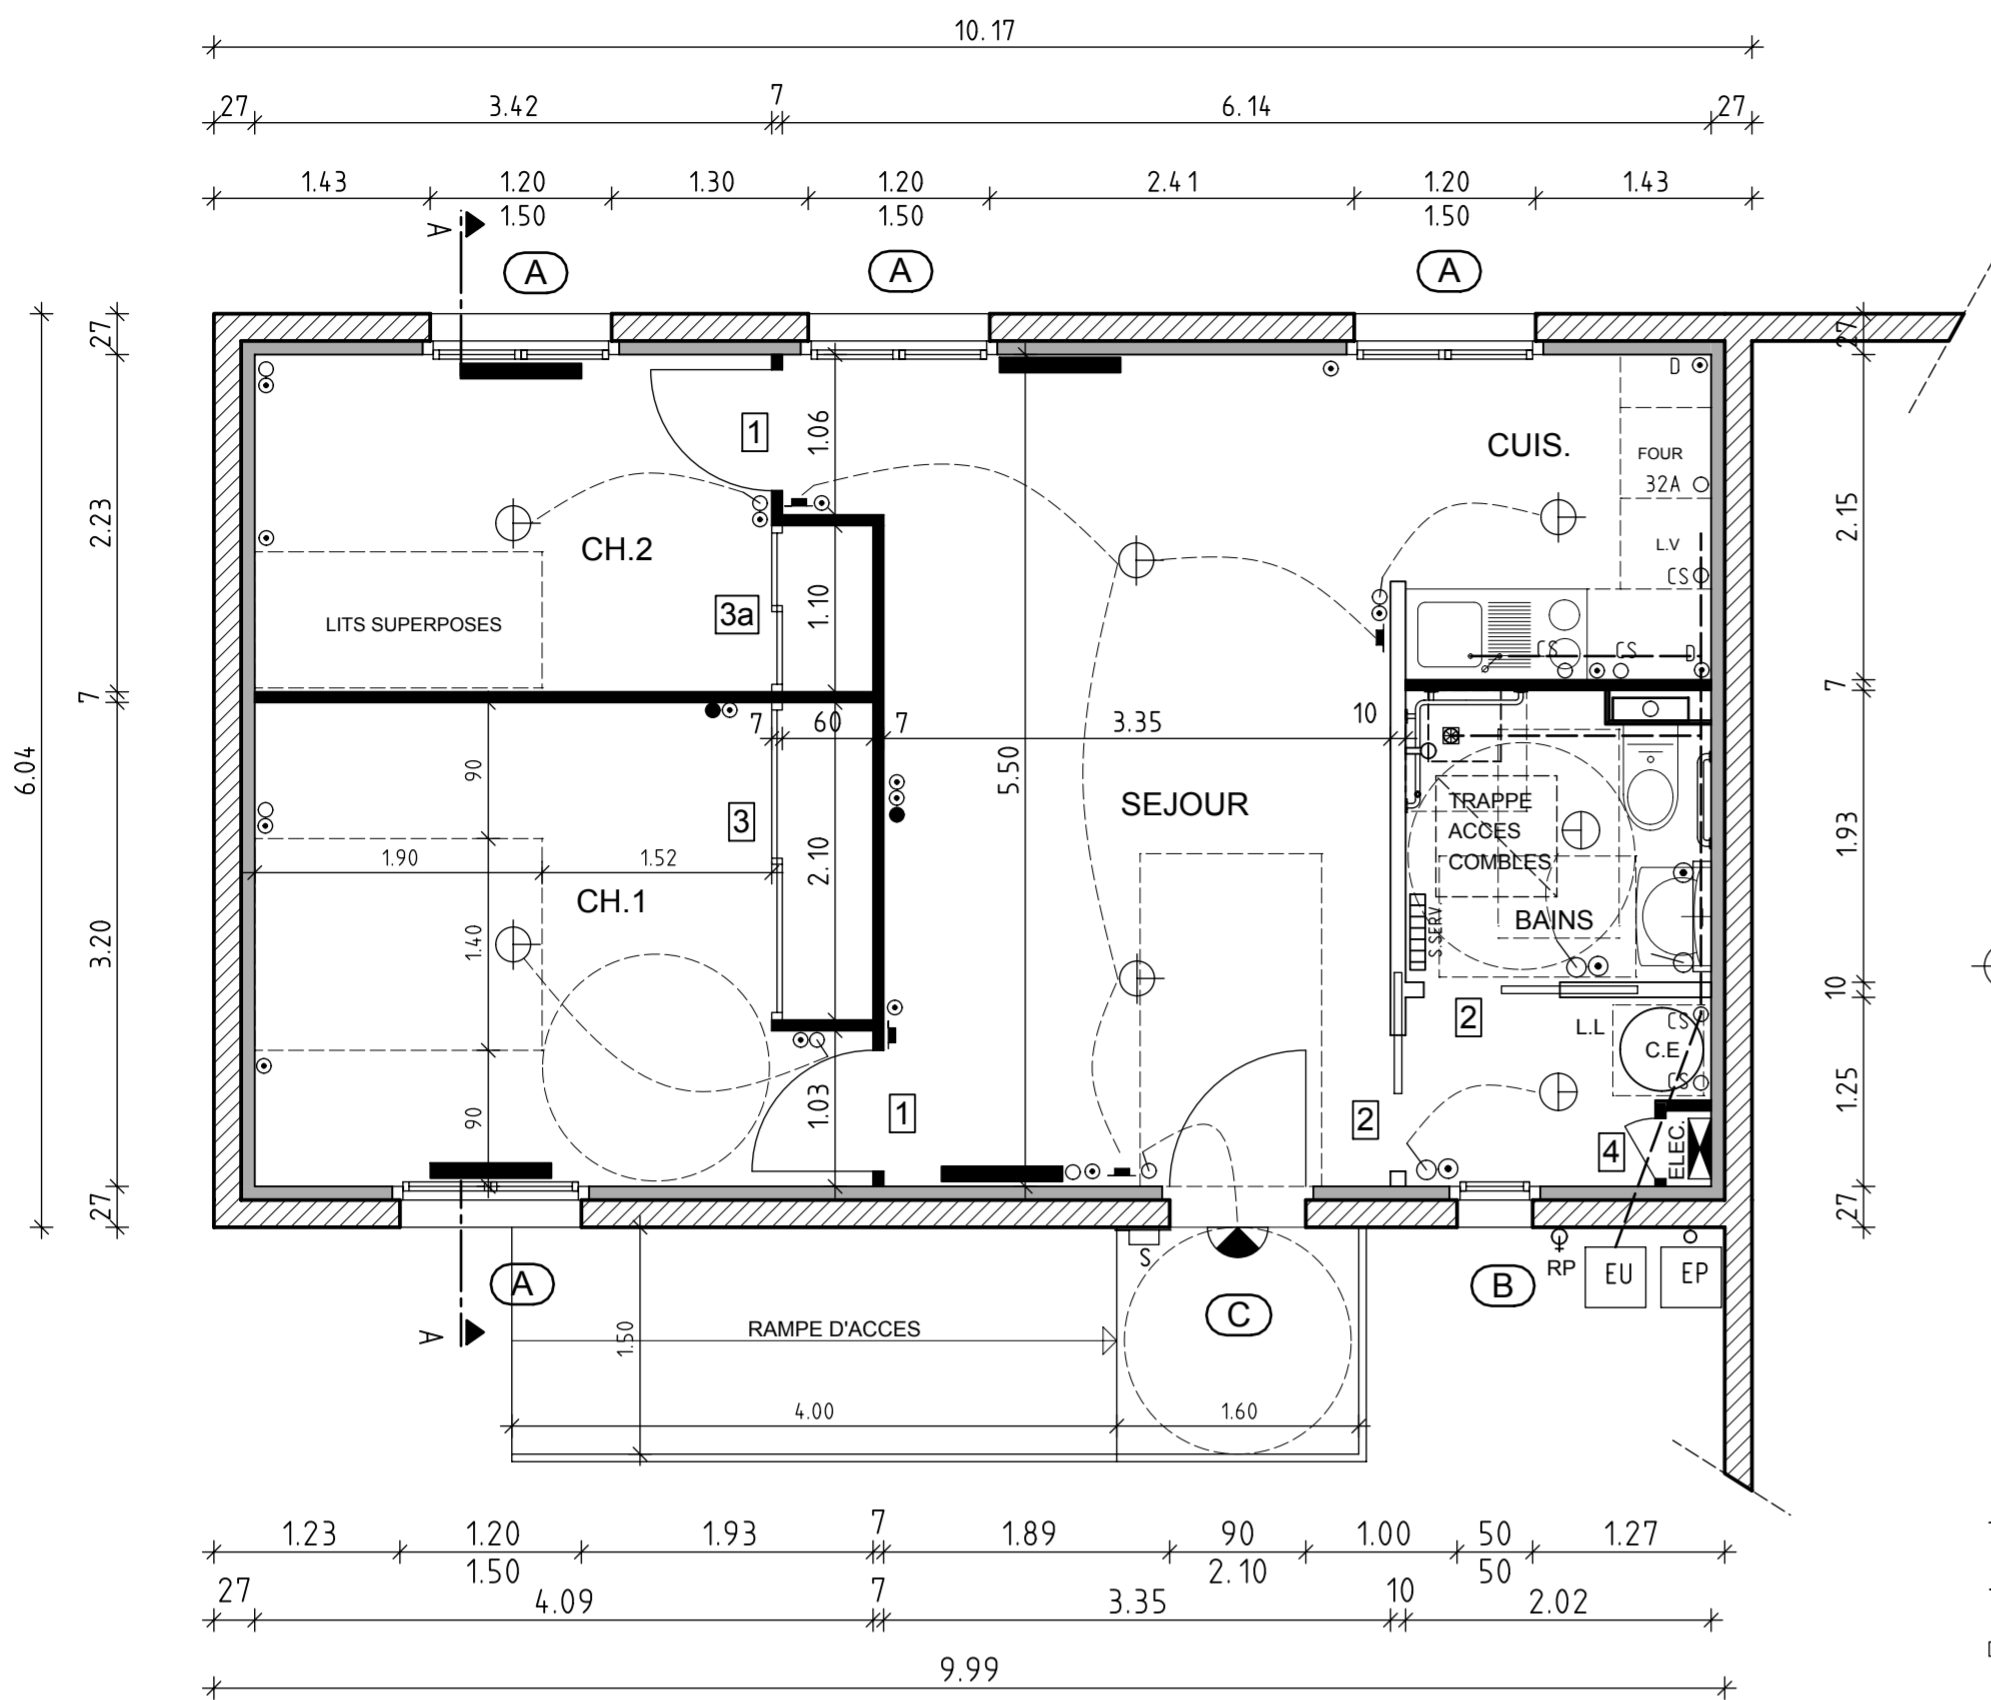 10.17
27 3.42 7 6.14 27
1.43 1.20 1.30 1.20 2.41 1.20 1.43
1.50 1.50 1.50
A
A A A
27
2.23
7
3.20
27
6.04
27
2.15
7
1.93
10
1.25
27
1
1.06
CH.2
3a
1.10
LITS SUPERPOSES
CUIS.
D
FOUR
32A
L.V
CS
CS CS D
7 60 7 3.35 10
5.50
90
3
2.10
1.90 1.52
CH.1
1.40
90
1.03
1
SEJOUR
TRAPPE
ACCES
COMBLES
BAINS
S.SERV
2
L.L
CS
C.E
CS
2
4
ELEC.
A
A
S
C
B
RP
EU
EP
RAMPE D'ACCES
1.50
4.00 1.60
1.23 1.20 1.93 7 1.89 90 1.00 50 1.27
1.50 2.10 50
27 4.09 7 3.35 10 2.02
9.99